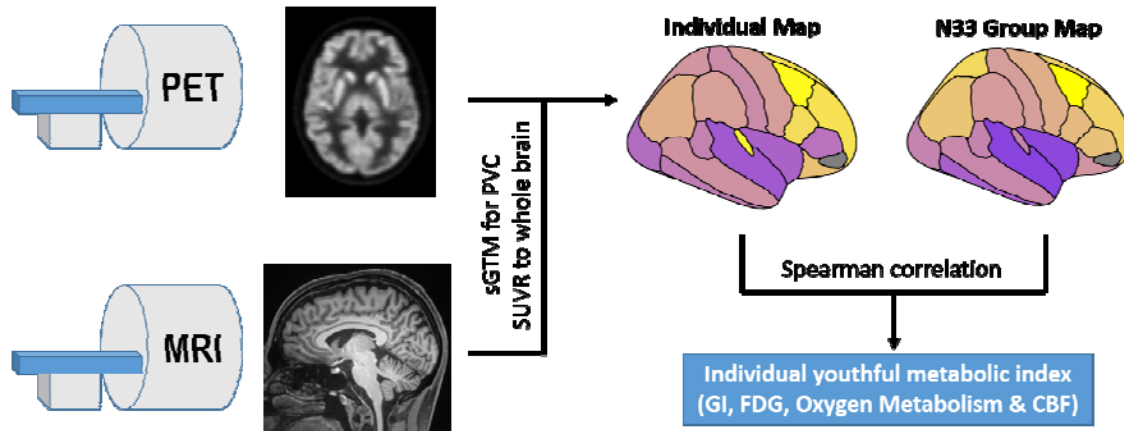 PET
MRI
sGTM for PVC
SUVR to whole brain
Individual Map
N33 Group Map
Spearman correlation
Individual youthful metabolic index
(GI, FDG, Oxygen Metabolism & CBF)